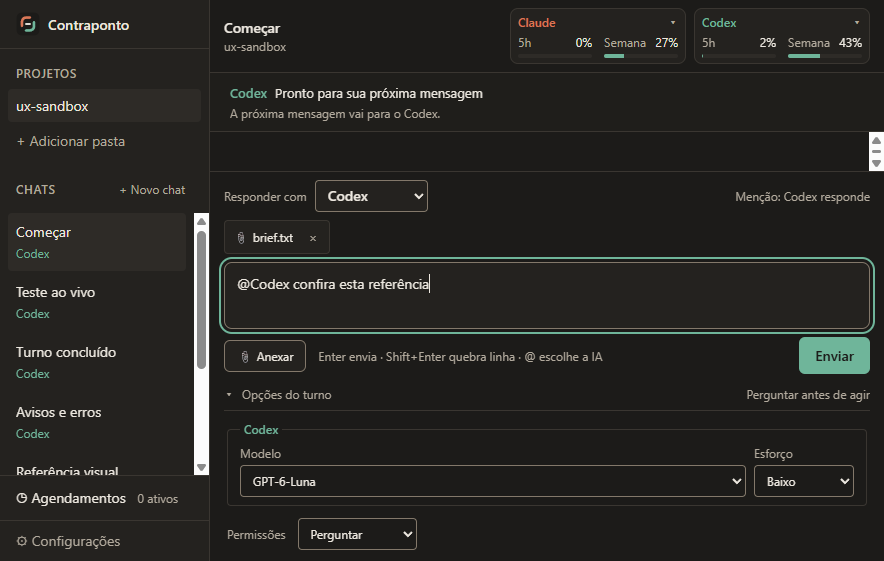 Contraponto
PROJETOS
ux-sandbox
+ Adicionar pasta
CHATS + Novo chat
Começar
Codex
Teste ao vivo
Codex
Turno concluído
Codex
Avisos e erros
Codex
Referência visual
Agendamentos 0 ativos
Configurações
Começar
ux-sandbox
Claude
5h 0% Semana 27%
Codex
5h 2% Semana 43%
Codex Pronto para sua próxima mensagem
A próxima mensagem vai para o Codex.
Responder com Codex Menção: Codex responde
brief.txt ×
@Codex confira esta referência
Anexar Enter envia · Shift+Enter quebra linha · @ escolhe a IA Enviar
Opções do turno Perguntar antes de agir
Codex
Modelo Esforço
GPT-6-Luna Baixo
Permissões Perguntar